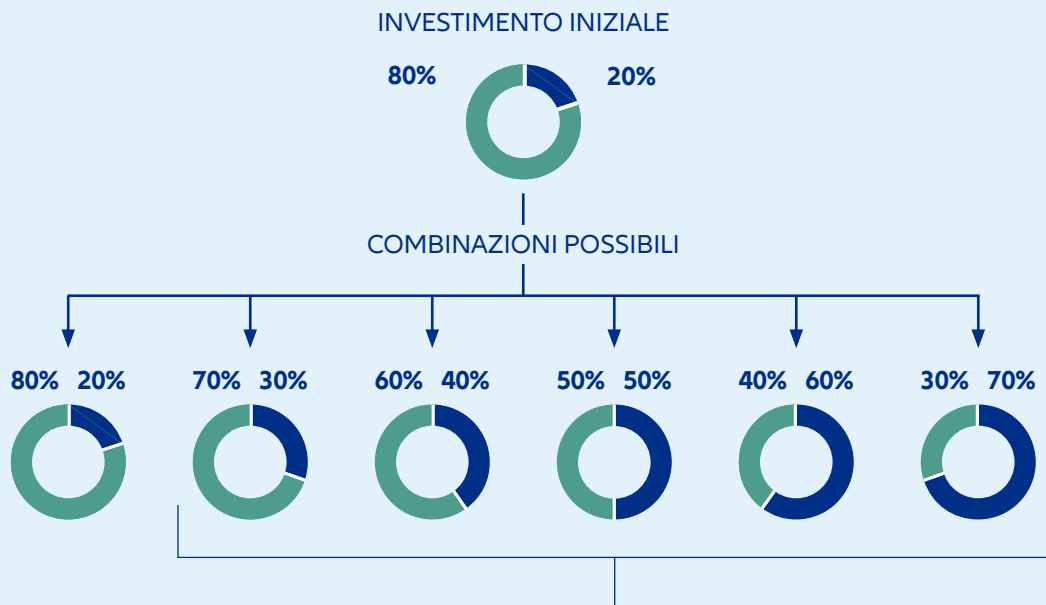 INVESTIMENTO INIZIALE
80% 20%
COMBINAZIONI POSSIBILI
80% 20% 70% 30% 60% 40% 50% 50% 40% 60% 30% 70%